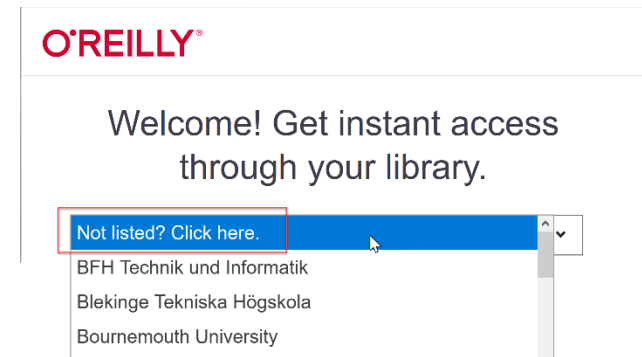 O'REILLY®
Welcome! Get instant access
through your library.
Not listed? Click here.
BFH Technik und Informatik
Blekinge Tekniska Högskola
Bournemouth University